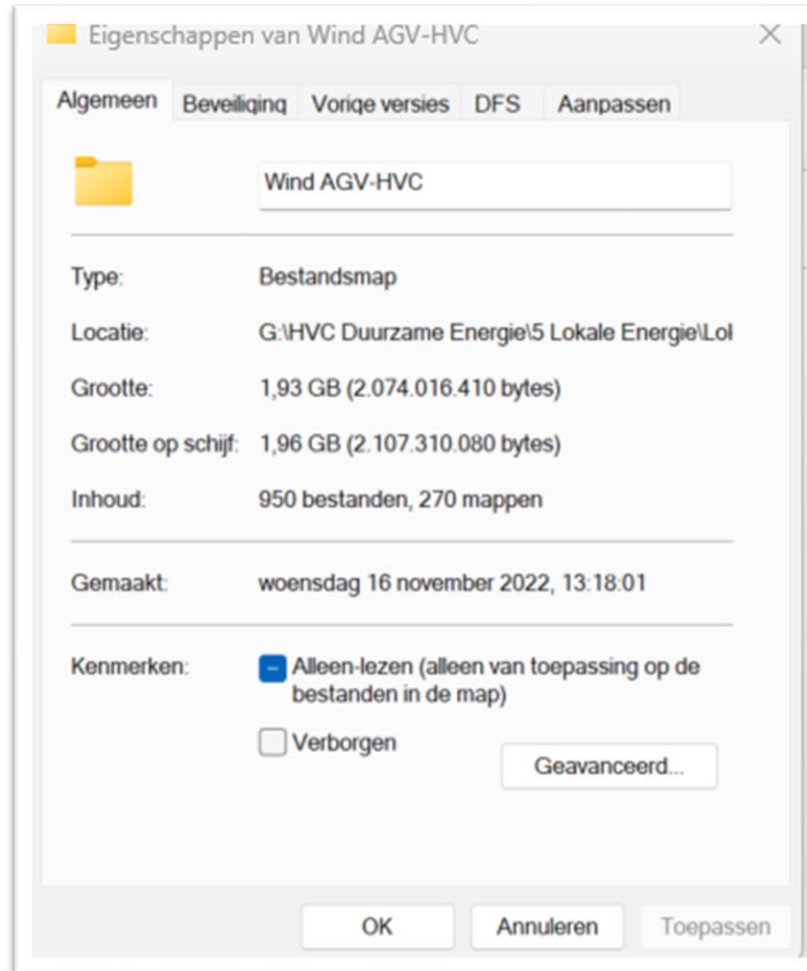 Eigenschappen van Wind AGV-HVC
Algemeen Beveiliging Vorige versies DFS Aanpassen
Wind AGV-HVC
Type: Bestandsmap
Locatie: G:\HVC Duurzame Energie\5 Lokale Energie\Lol
Grootte: 1,93 GB (2.074.016.410 bytes)
Grootte op schijf: 1,96 GB (2.107.310.080 bytes)
Inhoud: 950 bestanden, 270 mappen
Gemaakt: woensdag 16 november 2022, 13:18:01
Kenmerken: Alleen-lezen (alleen van toepassing op de
bestanden in de map)
Verborgen
Geavanceerd...
OK Annuleren Toepassen